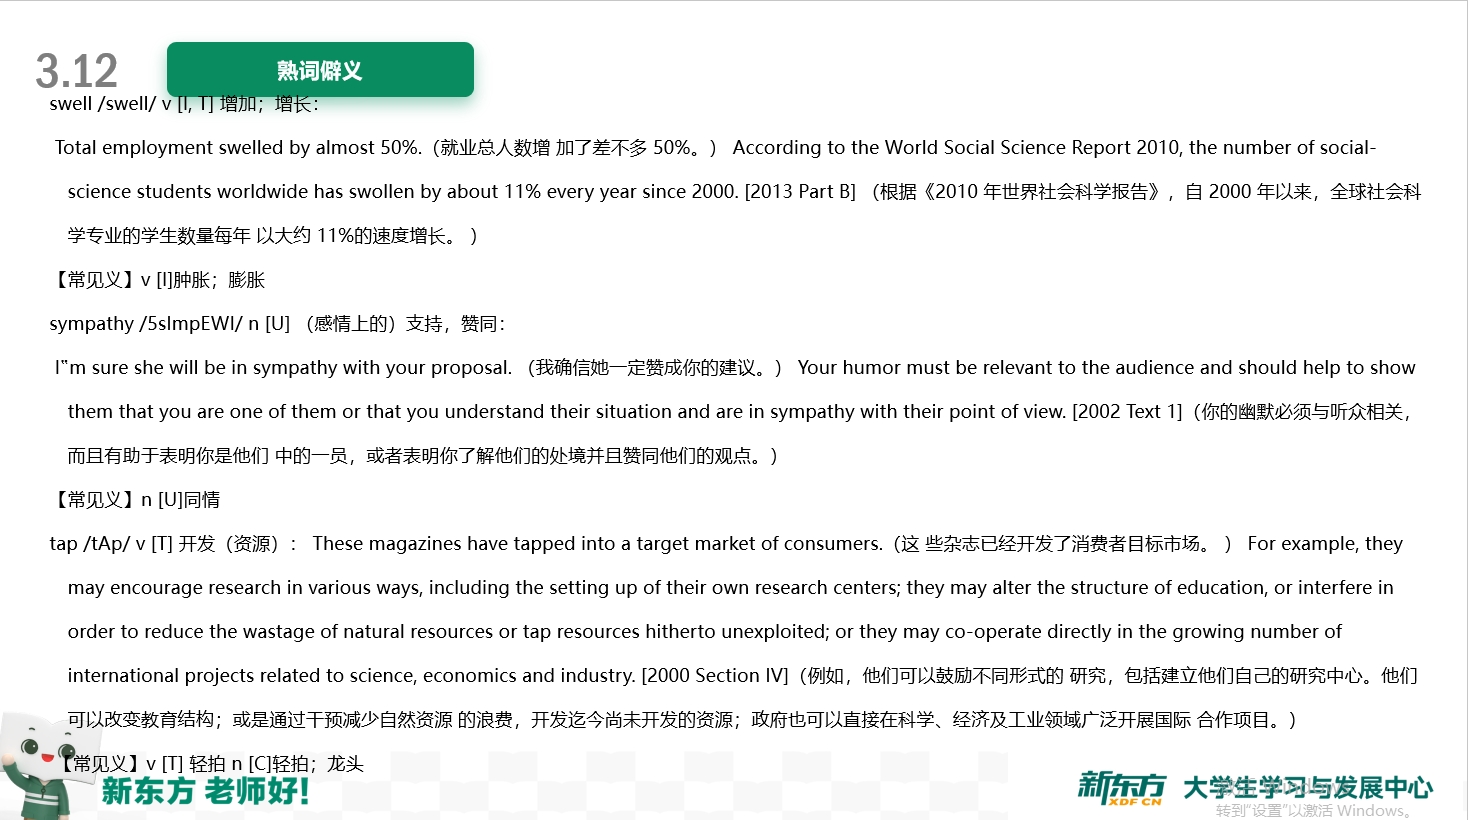 3.12
熟词僻义
swell /swell/ v [I, T] 增加；增长：
Total employment swelled by almost 50%.（就业总人数增 加了差不多 50%。） According to the World Social Science Report 2010, the number of social-
science students worldwide has swollen by about 11% every year since 2000. [2013 Part B] （根据《2010 年世界社会科学报告》，自 2000 年以来，全球社会科
学专业的学生数量每年 以大约 11%的速度增长。 ）
【常见义】v [I]肿胀；膨胀
sympathy /5sImpEWI/ n [U] （感情上的）支持，赞同：
I‟m sure she will be in sympathy with your proposal. （我确信她一定赞成你的建议。） Your humor must be relevant to the audience and should help to show
them that you are one of them or that you understand their situation and are in sympathy with their point of view. [2002 Text 1]（你的幽默必须与听众相关，
而且有助于表明你是他们 中的一员，或者表明你了解他们的处境并且赞同他们的观点。）
【常见义】n [U]同情
tap /tAp/ v [T] 开发（资源）： These magazines have tapped into a target market of consumers.（这 些杂志已经开发了消费者目标市场。 ） For example, they
may encourage research in various ways, including the setting up of their own research centers; they may alter the structure of education, or interfere in
order to reduce the wastage of natural resources or tap resources hitherto unexploited; or they may co-operate directly in the growing number of
international projects related to science, economics and industry. [2000 Section IV]（例如，他们可以鼓励不同形式的 研究，包括建立他们自己的研究中心。他们
可以改变教育结构；或是通过干预减少自然资源 的浪费，开发迄今尚未开发的资源；政府也可以直接在科学、经济及工业领域广泛开展国际 合作项目。）
【常见义】v [T] 轻拍 n [C]轻拍；龙头
新东方 老师好！
新东方 XDF.CN 大学生学习与发展中心
激活 Windows
转到“设置”以激活 Windows。